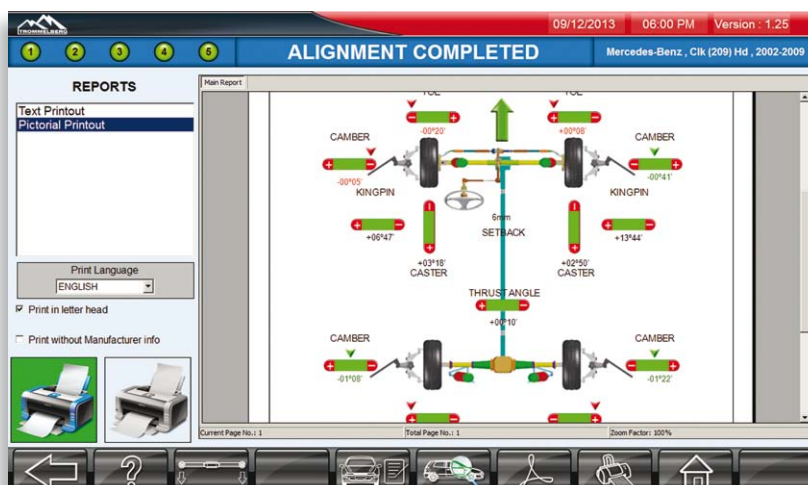 TROMMELBERG
09/12/2013 06:00 PM Version : 1.25
1 2 3 4 5
ALIGNMENT COMPLETED
Mercedes-Benz , Clk (209) Hd , 2002-2009
REPORTS
Text Printout
Pictorial Printout
Print Language
ENGLISH
Print in letter head
Print without Manufacturer info
Main Report
TOE TOE
-00°20' +00°08'
CAMBER CAMBER
-00°05' -00°41'
KINGPIN KINGPIN
6mm
SETBACK
+06°47' +13°44'
+03°18' +02°50'
CASTER CASTER
THRUST ANGLE
+00°10'
CAMBER CAMBER
-01°08' -01°22'
Current Page No.: 1 Total Page No.: 1 Zoom Factor: 100%